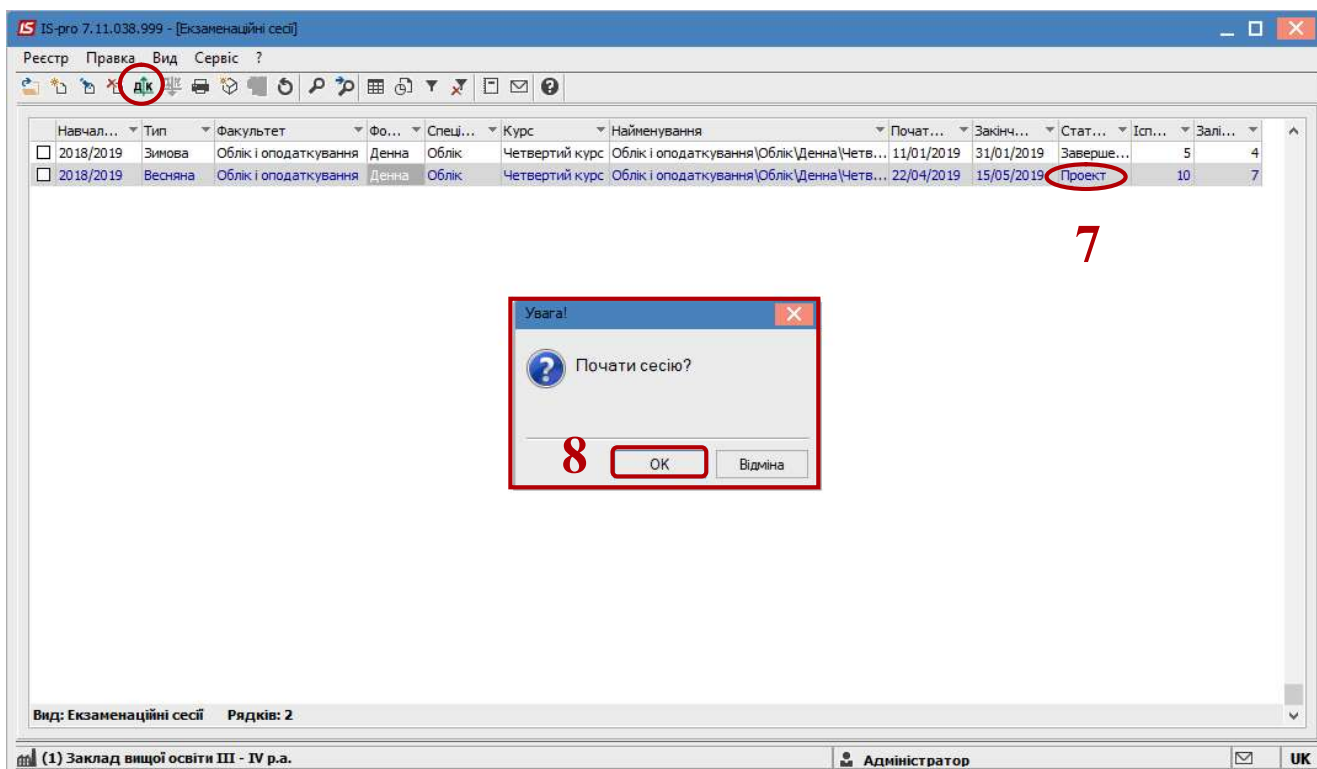 IS-pro 7.11.038.999 - [Екзаменаційні сесії]
Реєстр Правка Вид Сервіс ?
Навчал... Тип Факультет Фо... Спеці... Курс Найменування Почат... Закінч... Стат... Ісп... Залі...
2018/2019 Зимова Облік і оподаткування Денна Облік Четвертий курс Облік і оподаткування\Облік\Денна\Четв... 11/01/2019 31/01/2019 Заверше... 5 4
2018/2019 Весняна Облік і оподаткування Денна Облік Четвертий курс Облік і оподаткування\Облік\Денна\Четв... 22/04/2019 15/05/2019 Проект 10 7
7
Увага!
Почати сесію?
8
OK Відміна
Вид: Екзаменаційні сесії Рядків: 2
(1) Заклад вищої освіти III - IV р.а. Адміністратор UK